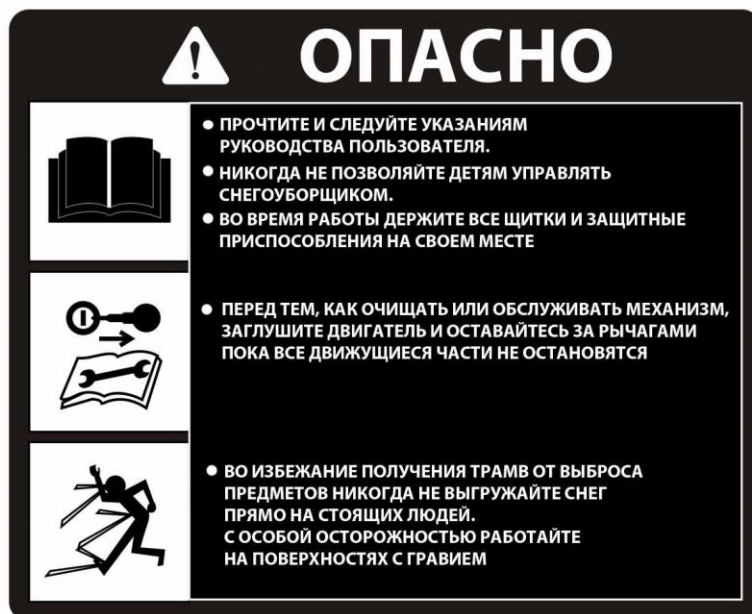 ОПАСНО
● ПРОЧТИТЕ И СЛЕДУЙТЕ УКАЗАНИЯМ
РУКОВОДСТВА ПОЛЬЗОВАТЕЛЯ.
● НИКОГДА НЕ ПОЗВОЛЯЙТЕ ДЕТЯМ УПРАВЛЯТЬ
СНЕГОУБОРЩИКОМ.
● ВО ВРЕМЯ РАБОТЫ ДЕРЖИТЕ ВСЕ ЩИТКИ И ЗАЩИТНЫЕ
ПРИСПОСОБЛЕНИЯ НА СВОЕМ МЕСТЕ
● ПЕРЕД ТЕМ, КАК ОЧИЩАТЬ ИЛИ ОБСЛУЖИВАТЬ МЕХАНИЗМ,
ЗАГЛУШИТЕ ДВИГАТЕЛЬ И ОСТАВАЙТЕСЬ ЗА РЫЧАГАМИ
ПОКА ВСЕ ДВИЖУЩИЕСЯ ЧАСТИ НЕ ОСТАНОВЯТСЯ
● ВО ИЗБЕЖАНИЕ ПОЛУЧЕНИЯ ТРАМВ ОТ ВЫБРОСА
ПРЕДМЕТОВ НИКОГДА НЕ ВЫГРУЖАЙТЕ СНЕГ
ПРЯМО НА СТОЯЩИХ ЛЮДЕЙ.
С ОСОБОЙ ОСТОРОЖНОСТЬЮ РАБОТАЙТЕ
НА ПОВЕРХНОСТЯХ С ГРАВИЕМ